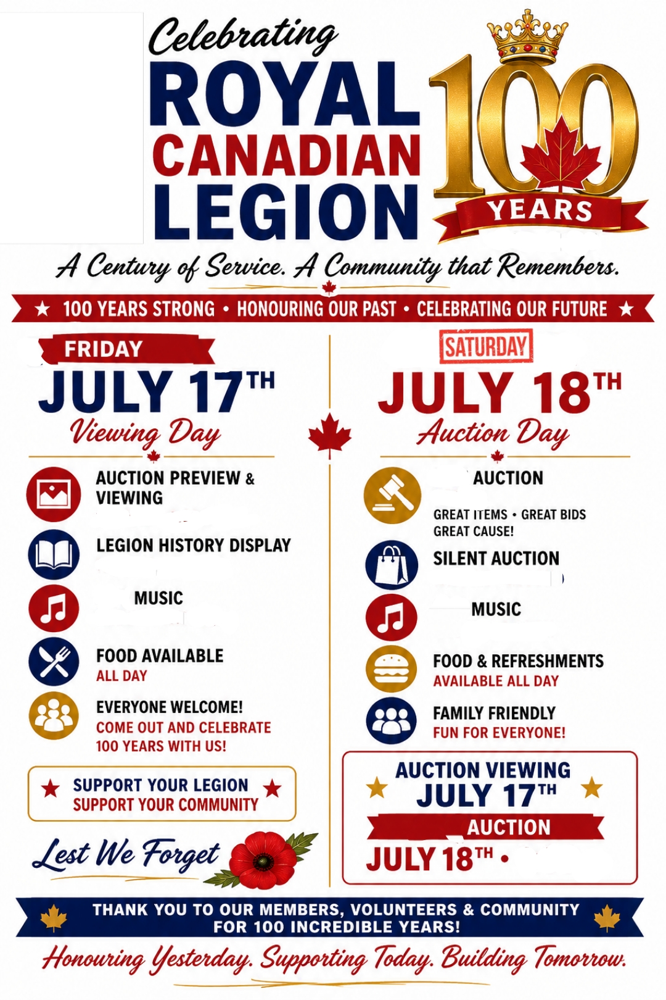 Celebrating
ROYAL
CANADIAN
LEGION
100
YEARS
A Century of Service. A Community that Remembers.
100 YEARS STRONG • HONOURING OUR PAST • CELEBRATING OUR FUTURE
FRIDAY
JULY 17TH
Viewing Day
AUCTION PREVIEW &
VIEWING
LEGION HISTORY DISPLAY
MUSIC
FOOD AVAILABLE
ALL DAY
EVERYONE WELCOME!
COME OUT AND CELEBRATE
100 YEARS WITH US!
SUPPORT YOUR LEGION
SUPPORT YOUR COMMUNITY
Lest We Forget
SATURDAY
JULY 18TH
Auction Day
AUCTION
GREAT ITEMS • GREAT BIDS
GREAT CAUSE!
SILENT AUCTION
MUSIC
FOOD & REFRESHMENTS
AVAILABLE ALL DAY
FAMILY FRIENDLY
FUN FOR EVERYONE!
AUCTION VIEWING
JULY 17TH
AUCTION
JULY 18TH •
THANK YOU TO OUR MEMBERS, VOLUNTEERS & COMMUNITY
FOR 100 INCREDIBLE YEARS!
Honouring Yesterday. Supporting Today. Building Tomorrow.